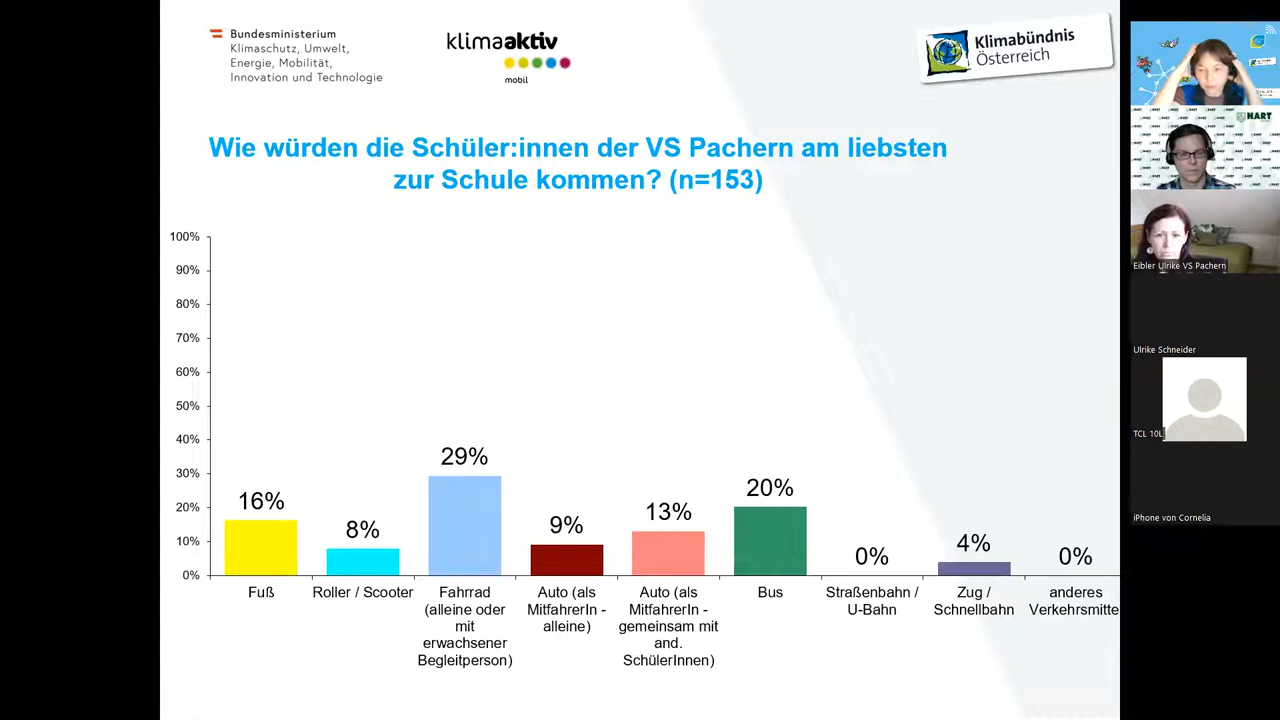 Bundesministerium
Klimaschutz, Umwelt,
Energie, Mobilität,
Innovation und Technologie
klimaaktiv
mobil
Klimabündnis
Österreich
Wie würden die Schüler:innen der VS Pachern am liebsten
zur Schule kommen? (n=153)
100%
90%
80%
70%
60%
50%
40%
30%
20%
10%
0%
16%
8%
29%
9%
13%
20%
0%
4%
0%
Fuß
Roller / Scooter
Fahrrad
(alleine oder
mit
erwachsener
Begleitperson)
Auto (als
MitfahrerIn -
alleine)
Auto (als
MitfahrerIn -
gemeinsam mit
and.
SchülerInnen)
Bus
Straßenbahn /
U-Bahn
Zug /
Schnellbahn
anderes
Verkehrsmitte
HART
Eibler Ulrike VS Pachern
Ulrike Schneider
TCL 10L
iPhone von Cornelia